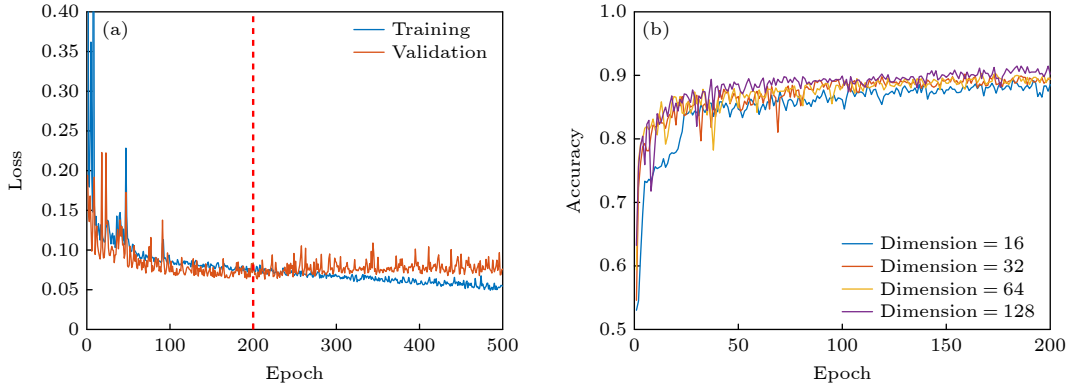 (a)
Training
Validation
0.40
0.35
0.30
0.25
0.20
0.15
0.10
0.05
0
Loss
0 100 200 300 400 500
Epoch
(b)
1.0
0.9
0.8
0.7
0.6
0.5
Accuracy
Dimension = 16
Dimension = 32
Dimension = 64
Dimension = 128
0 50 100 150 200
Epoch